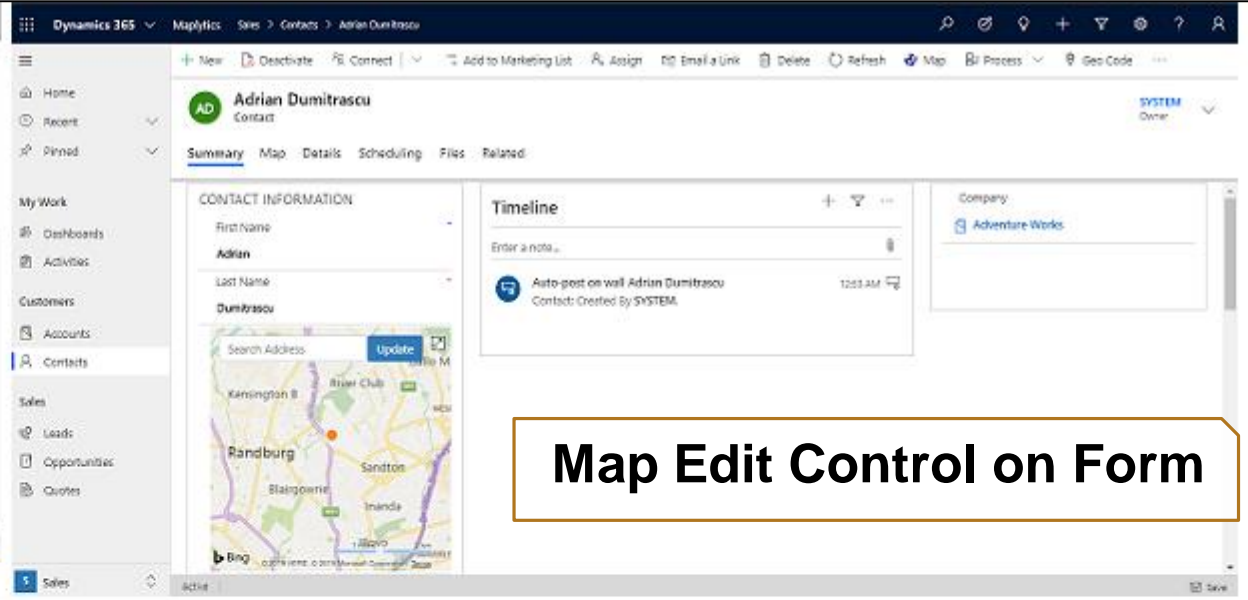 Dynamics 365 Maplytics Sales > Contacts > Adrian Dumitrascu
+ New Deactivate Connect Add to Marketing List Assign Email a Link Delete Refresh Map Process Geo Code ...
Home
Recent
Pinned
My Work
Dashboards
Activities
Customers
Accounts
Contacts
Sales
Leads
Opportunities
Quotes
S Sales
AD Adrian Dumitrascu
Contact
SYSTEM
Owner
Summary Map Details Scheduling Files Related
CONTACT INFORMATION
First Name
Adrian
Last Name
Dumitrascu
Search Address Update
River Club
Kensington B
Randburg
Sandton
Blairgowrie
Inanda
Illovo
Bing
Timeline
Enter a note...
Auto-post on wall Adrian Dumitrascu 12:53 AM
Contact: Created By SYSTEM.
Company
Adventure Works
Map Edit Control on Form
Active
Save